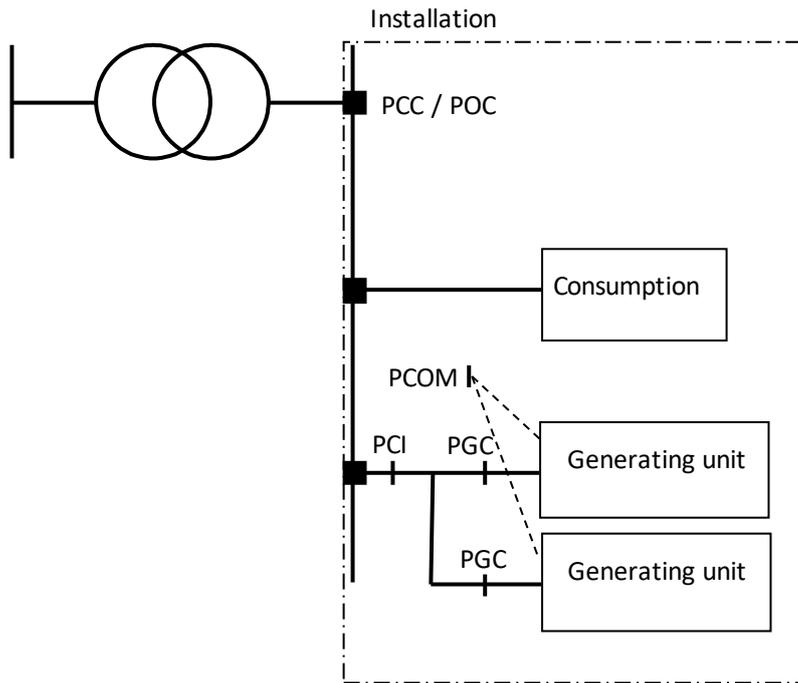 Installation
PCC / POC
Consumption
PCOM
PCI
PGC
Generating unit
PGC
Generating unit